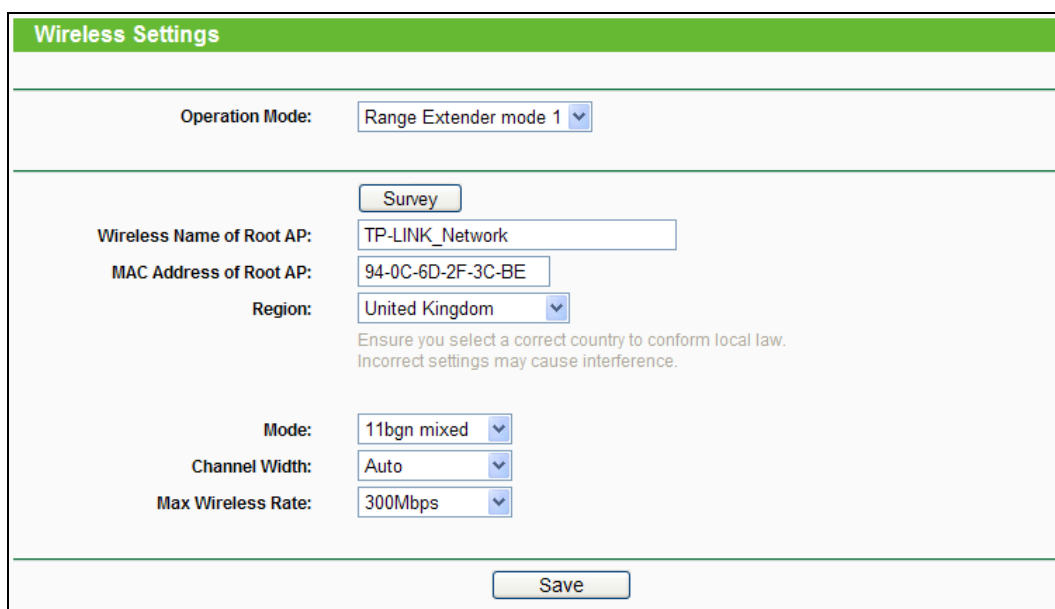 Wireless Settings
Operation Mode: Range Extender mode 1
Survey
Wireless Name of Root AP: TP-LINK_Network
MAC Address of Root AP: 94-0C-6D-2F-3C-BE
Region: United Kingdom
Ensure you select a correct country to conform local law.
Incorrect settings may cause interference.
Mode: 11bgn mixed
Channel Width: Auto
Max Wireless Rate: 300Mbps
Save